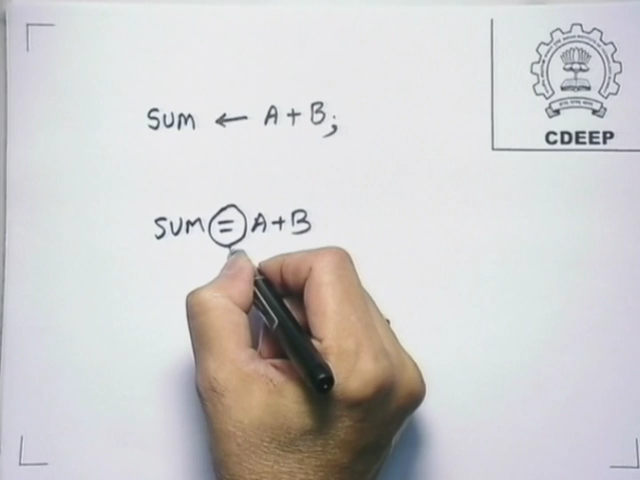 SUM ← A + B;
SUM = A + B
CDEEP